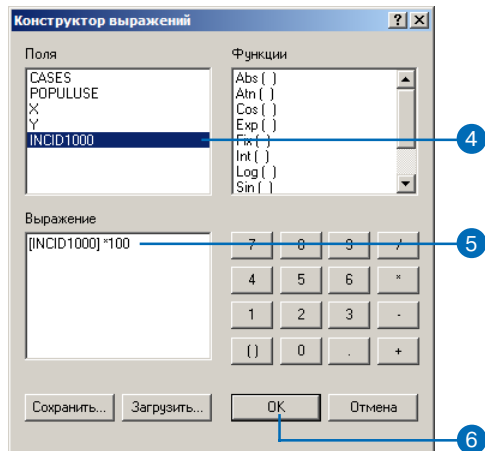 Конструктор выражений
Поля
CASES
POPULUSE
X
Y
INCID1000
Функции
Abs ( )
Atn ( )
Cos ( )
Exp ( )
Fix ( )
Int ( )
Log ( )
Sin ( )
4
Выражение
[INCID1000] *100
7 8 9 /
5
4 5 6 *
1 2 3 -
( ) 0 . +
Сохранить... Загрузить... OK Отмена
6